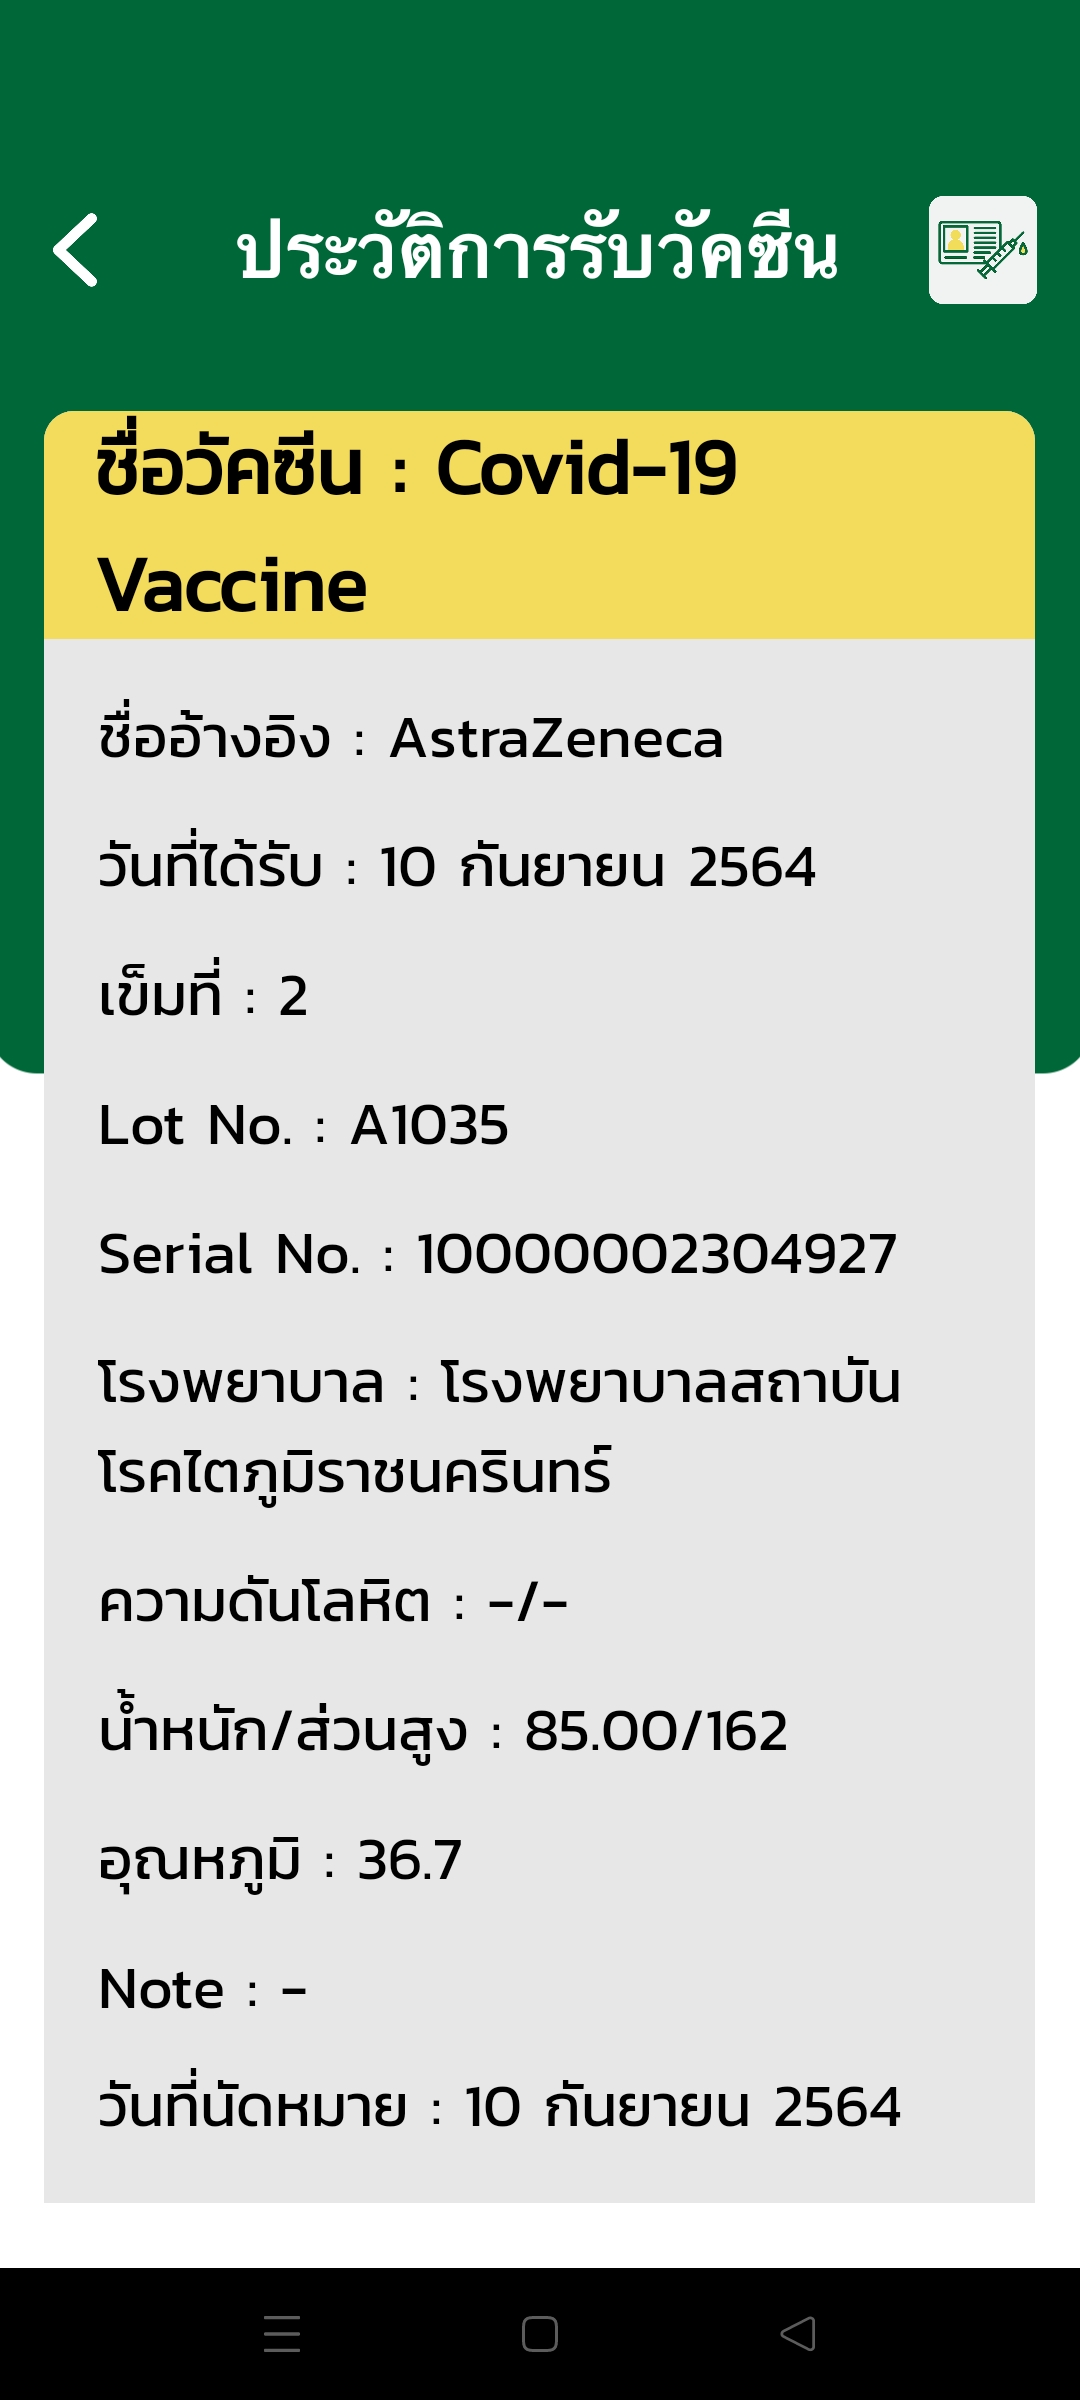 ประวัติการรับวัคซีน
ชื่อวัคซีน : Covid-19
Vaccine
ชื่ออ้างอิง : AstraZeneca
วันที่ได้รับ : 10 กันยายน 2564
เข็มที่ : 2
Lot No. : A1035
Serial No. : 10000002304927
โรงพยาบาล : โรงพยาบาลสถาบัน
โรคไตภูมิราชนครินทร์
ความดันโลหิต : -/-
น้ำหนัก/ส่วนสูง : 85.00/162
อุณหภูมิ : 36.7
Note : -
วันที่นัดหมาย : 10 กันยายน 2564